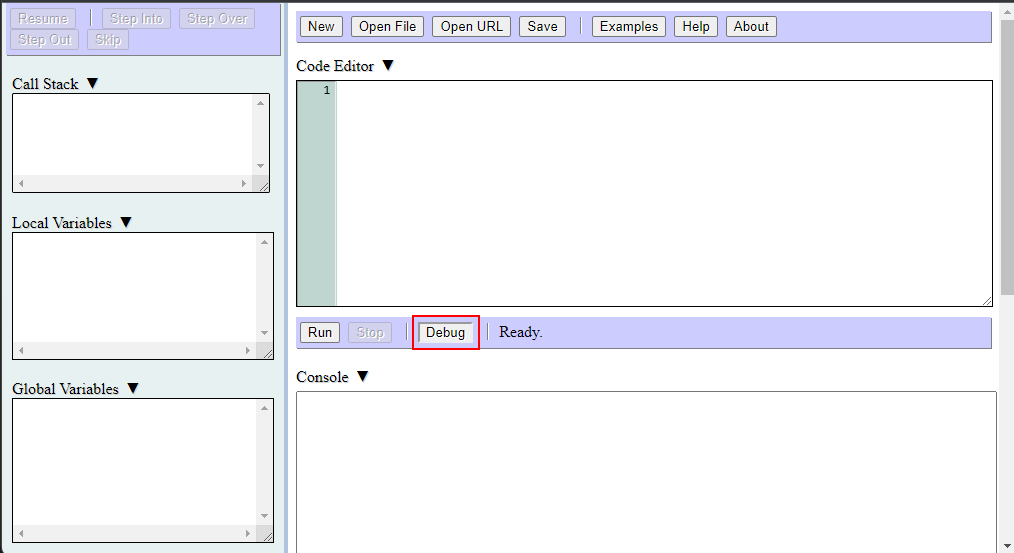 Resume Step Into Step Over
Step Out Skip
Call Stack ▼
Local Variables ▼
Global Variables ▼
New Open File Open URL Save Examples Help About
Code Editor ▼
1
Run Stop Debug Ready.
Console ▼